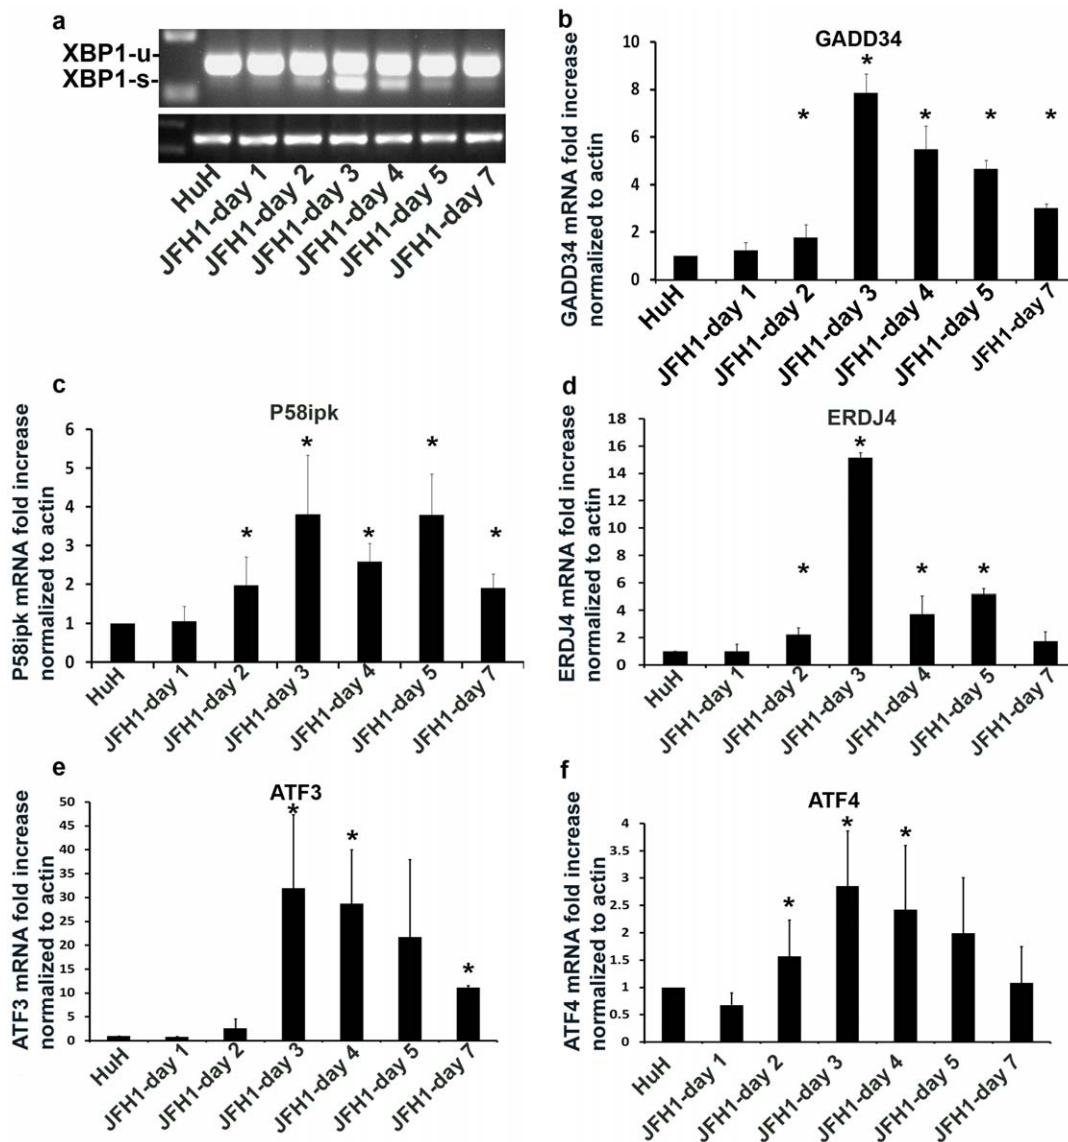 a
XBP1-u-
XBP1-s-
HuH
JFH1-day 1
JFH1-day 2
JFH1-day 3
JFH1-day 4
JFH1-day 5
JFH1-day 7
b
GADD34
GADD34 mRNA fold increase
normalized to actin
10
8
6
4
2
0
*
*
*
*
*
HuH
JFH1-day 1
JFH1-day 2
JFH1-day 3
JFH1-day 4
JFH1-day 5
JFH1-day 7
c
P58ipk
P58ipk mRNA fold increase
normalized to actin
6
5
4
3
2
1
0
*
*
*
*
*
HuH
JFH1-day 1
JFH1-day 2
JFH1-day 3
JFH1-day 4
JFH1-day 5
JFH1-day 7
d
ERDJ4
ERDJ4 mRNA fold increase
normalized to actin
18
16
14
12
10
8
6
4
2
0
*
*
*
*
HuH
JFH1-day 1
JFH1-day 2
JFH1-day 3
JFH1-day 4
JFH1-day 5
JFH1-day 7
e
ATF3
ATF3 mRNA fold increase
normalized to actin
50
45
40
35
30
25
20
15
10
5
0
*
*
*
HuH
JFH1-day 1
JFH1-day 2
JFH1-day 3
JFH1-day 4
JFH1-day 5
JFH1-day 7
f
ATF4
ATF4 mRNA fold increase
normalized to actin
4
3.5
3
2.5
2
1.5
1
0.5
0
*
*
*
HuH
JFH1-day 1
JFH1-day 2
JFH1-day 3
JFH1-day 4
JFH1-day 5
JFH1-day 7